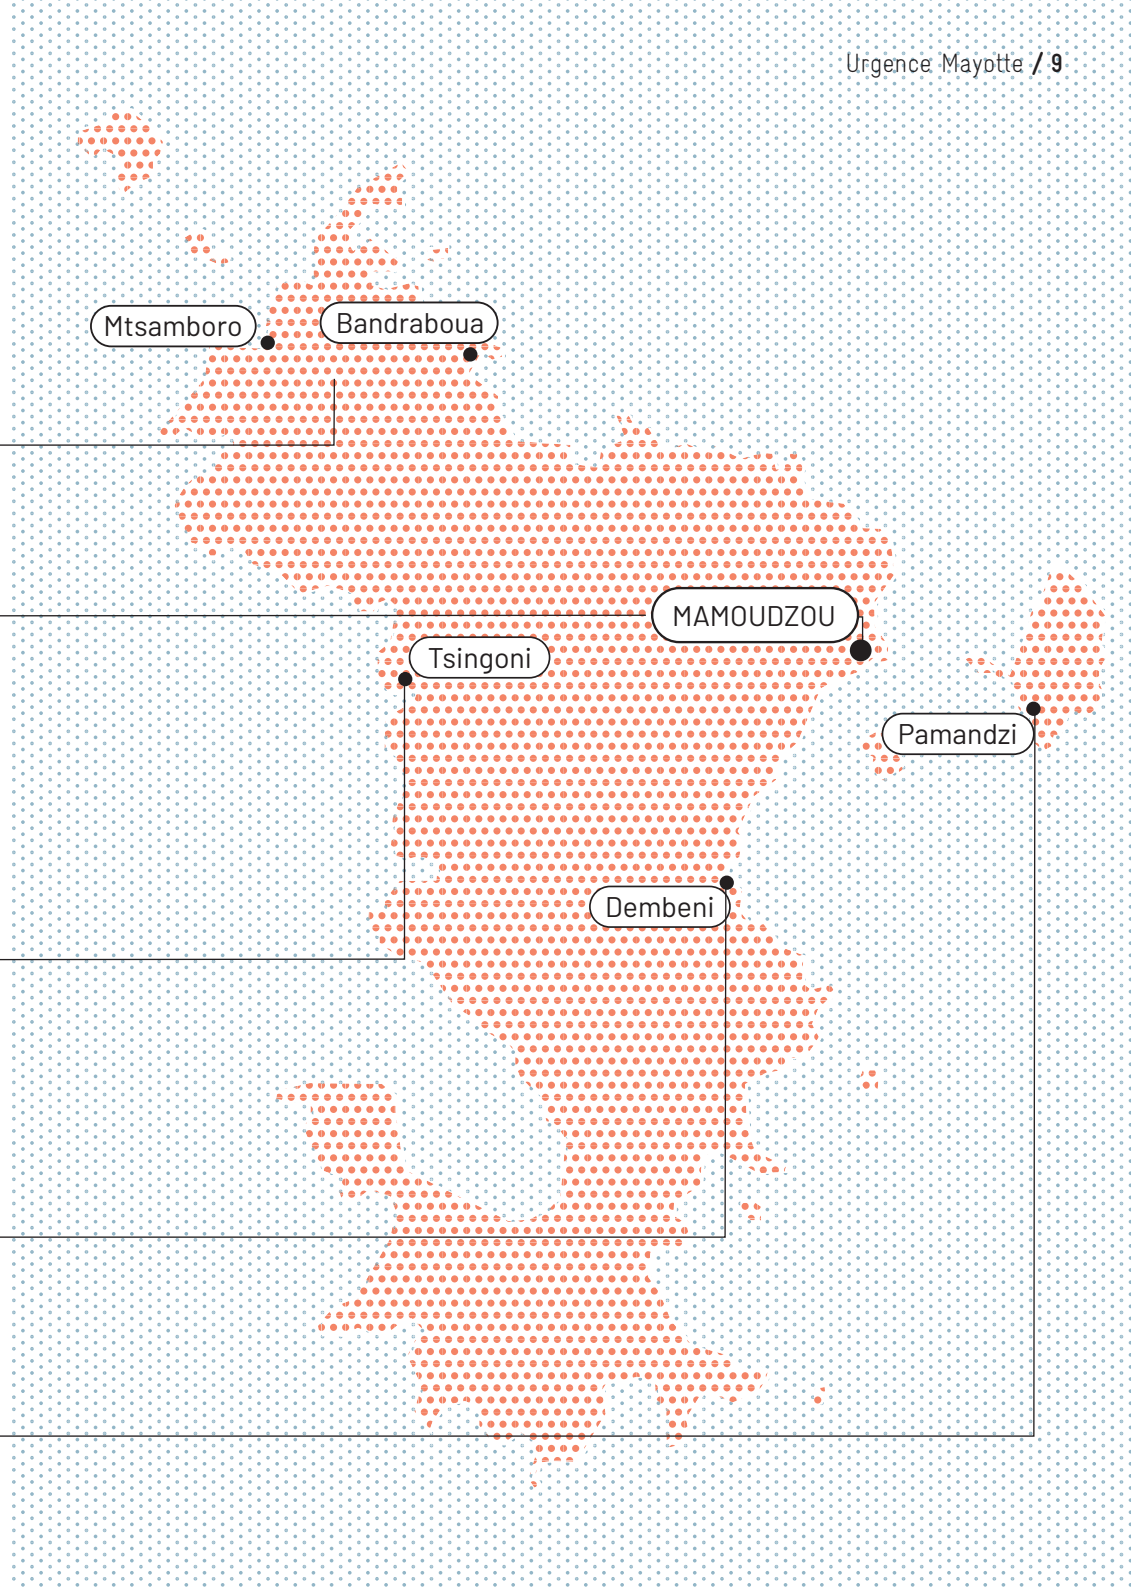 Urgence Mayotte / 9
Mtsamboro
Bandraboua
MAMOUDZOU
Tsingoni
Pamandzi
Dembeni